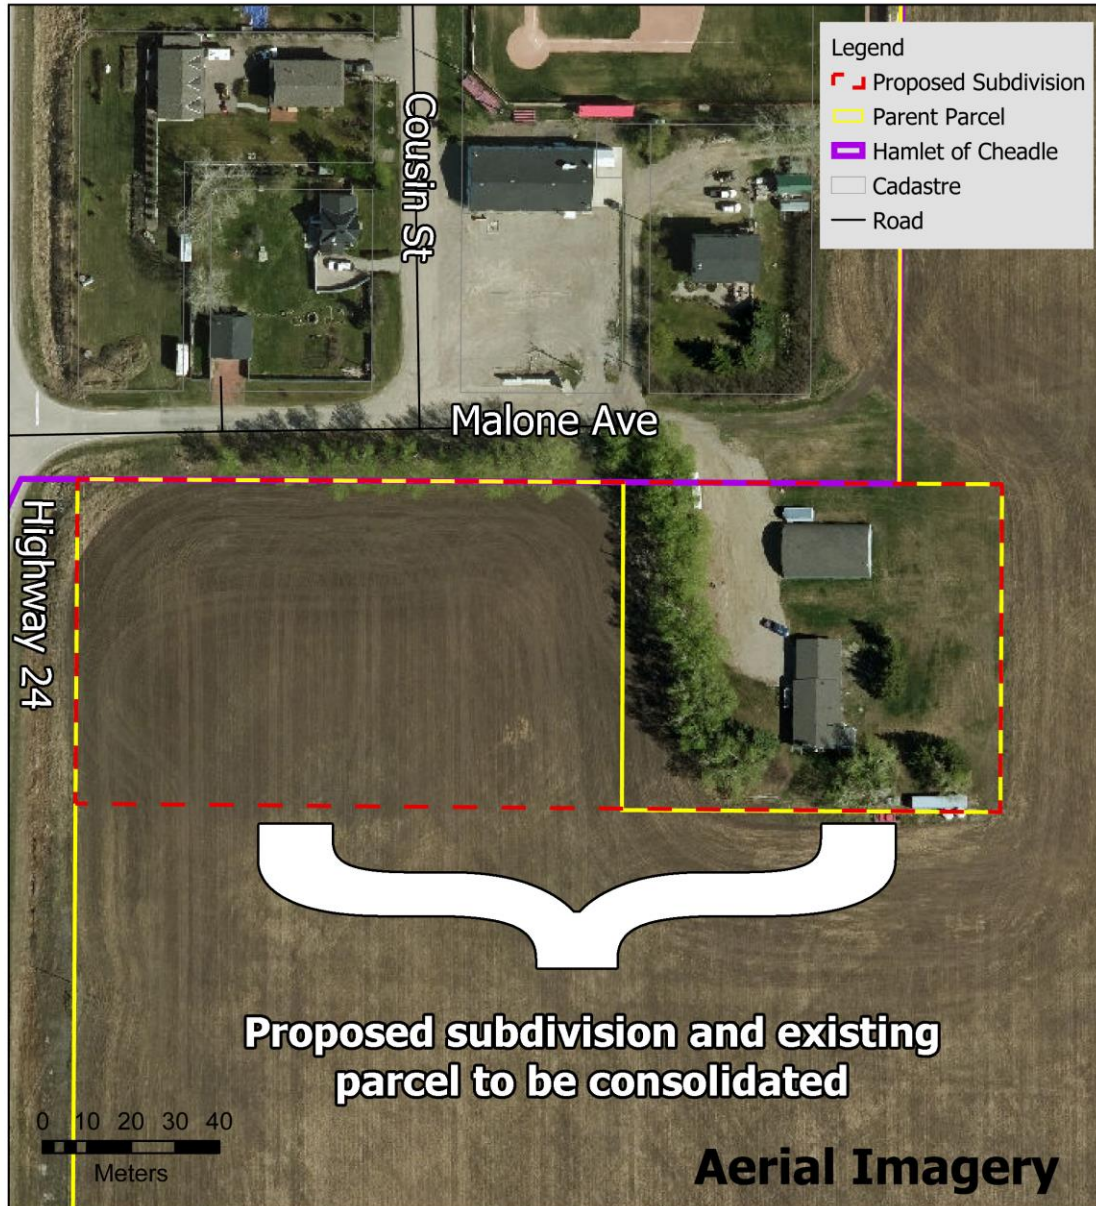 Legend
Proposed Subdivision
Parent Parcel
Hamlet of Cheadle
Cadastre
Road
Cousin St
Malone Ave
Highway 24
Proposed subdivision and existing
parcel to be consolidated
0 10 20 30 40
Meters
Aerial Imagery